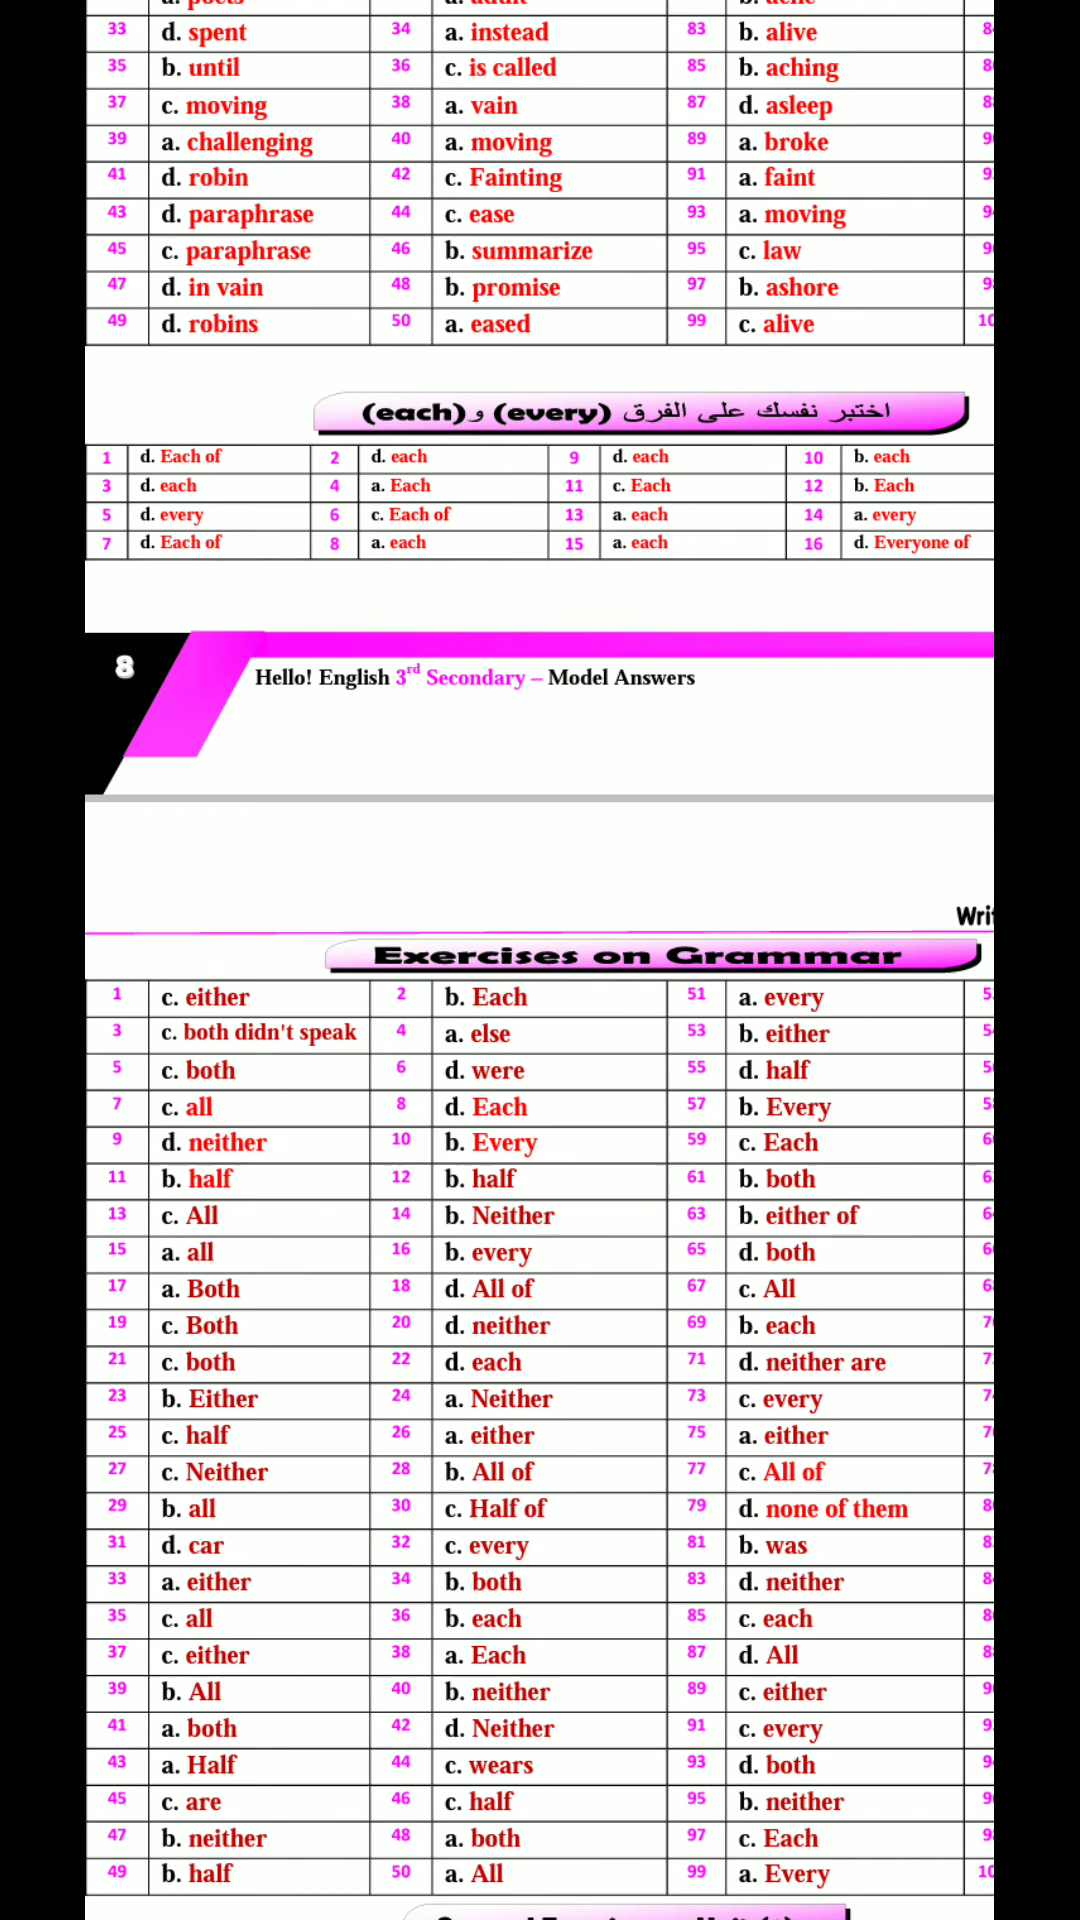 33 d. spent 34 a. instead 83 b. alive
35 b. until 36 c. is called 85 b. aching
37 c. moving 38 a. vain 87 d. asleep
39 a. challenging 40 a. moving 89 a. broke
41 d. robin 42 c. Fainting 91 a. faint
43 d. paraphrase 44 c. ease 93 a. moving
45 c. paraphrase 46 b. summarize 95 c. law
47 d. in vain 48 b. promise 97 b. ashore
49 d. robins 50 a. eased 99 c. alive
اختبر نفسك على الفرق (every) و (each)
1 d. Each of 2 d. each 9 d. each 10 b. each
3 d. each 4 a. Each 11 c. Each 12 b. Each
5 d. every 6 c. Each of 13 a. each 14 a. every
7 d. Each of 8 a. each 15 a. each 16 d. Everyone of
8
Hello! English 3rd Secondary – Model Answers
Exercises on Grammar
1 c. either 2 b. Each 51 a. every
3 c. both didn't speak 4 a. else 53 b. either
5 c. both 6 d. were 55 d. half
7 c. all 8 d. Each 57 b. Every
9 d. neither 10 b. Every 59 c. Each
11 b. half 12 b. half 61 b. both
13 c. All 14 b. Neither 63 b. either of
15 a. all 16 b. every 65 d. both
17 a. Both 18 d. All of 67 c. All
19 c. Both 20 d. neither 69 b. each
21 c. both 22 d. each 71 d. neither are
23 b. Either 24 a. Neither 73 c. every
25 c. half 26 a. either 75 a. either
27 c. Neither 28 b. All of 77 c. All of
29 b. all 30 c. Half of 79 d. none of them
31 d. car 32 c. every 81 b. was
33 a. either 34 b. both 83 d. neither
35 c. all 36 b. each 85 c. each
37 c. either 38 a. Each 87 d. All
39 b. All 40 b. neither 89 c. either
41 a. both 42 d. Neither 91 c. every
43 a. Half 44 c. wears 93 d. both
45 c. are 46 c. half 95 b. neither
47 b. neither 48 a. both 97 c. Each
49 b. half 50 a. All 99 a. Every